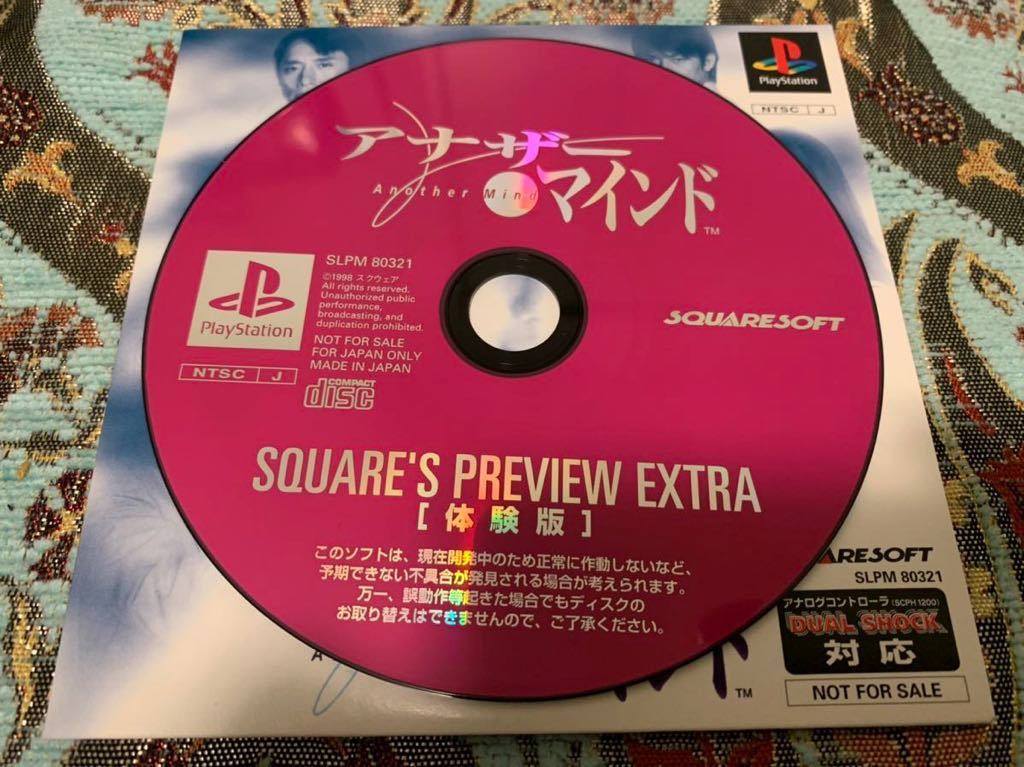 PlayStation
NTSC J
アナザー
Another Mind
マインド™
SLPM 80321
©1998 スクウェア
All rights reserved.
Unauthorized public
performance,
broadcasting, and
duplication prohibited.
NOT FOR SALE
FOR JAPAN ONLY
MADE IN JAPAN
PlayStation
NTSC J
COMPACT
disc
SQUARESOFT
SQUARE'S PREVIEW EXTRA
[体験版]
このソフトは、現在開発中のため正常に作動しないなど、
予期できない不具合が発見される場合が考えられます。
万一、誤動作等起きた場合でもディスクの
お取り替えはできませんので、ご了承ください。
ARESOFT
SLPM 80321
アナログコントローラ(SCPH1200)
DUAL SHOCK
対応
NOT FOR SALE
A
ド™